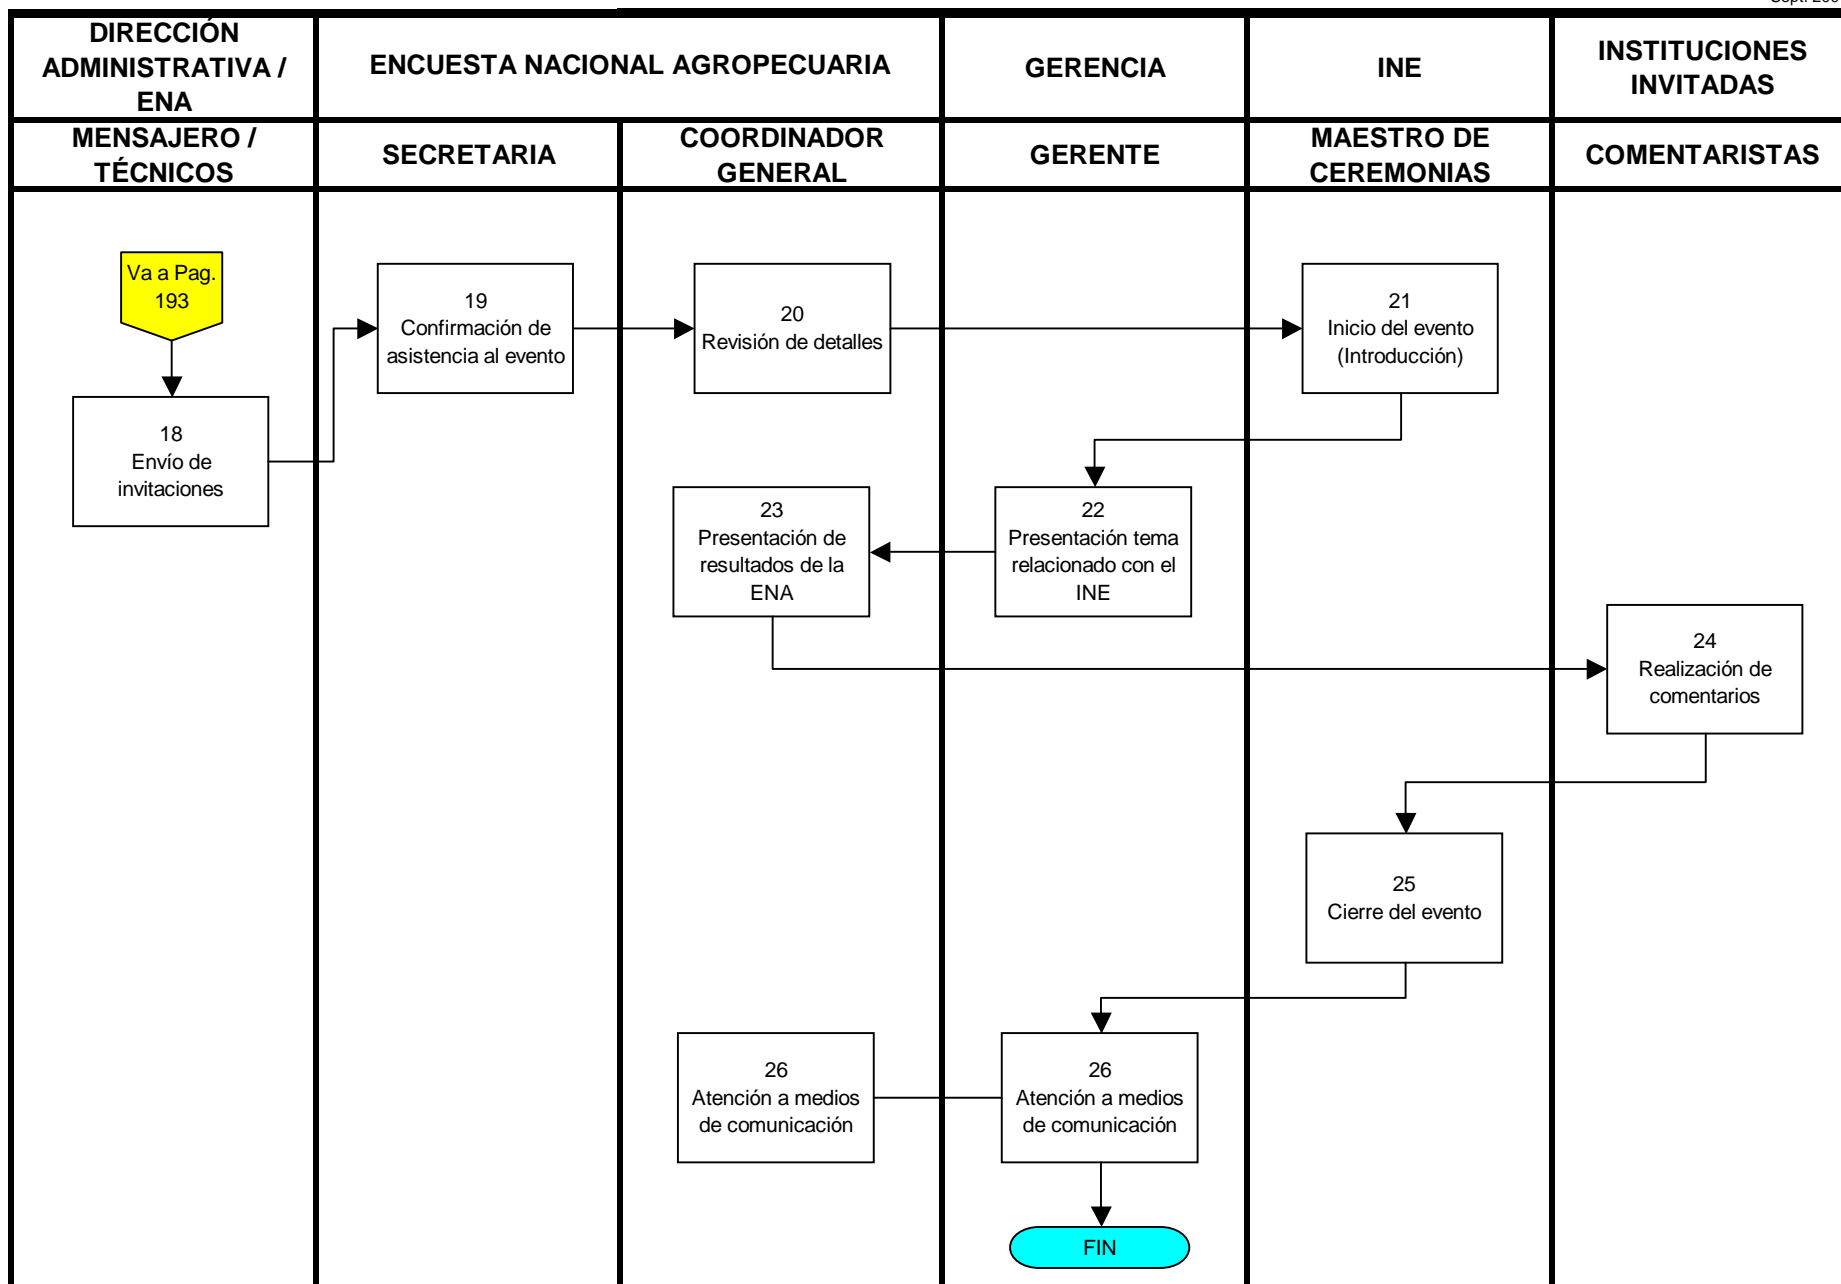 DIRECCIÓN
ADMINISTRATIVA /
ENA
ENCUESTA NACIONAL AGROPECUARIA
GERENCIA
INE
INSTITUCIONES
INVITADAS
MENSAJERO /
TÉCNICOS
SECRETARIA
COORDINADOR
GENERAL
GERENTE
MAESTRO DE
CEREMONIAS
COMENTARISTAS
Va a Pag.
193
18
Envío de
invitaciones
19
Confirmación de
asistencia al evento
20
Revisión de detalles
21
Inicio del evento
(Introducción)
22
Presentación tema
relacionado con el
INE
23
Presentación de
resultados de la
ENA
24
Realización de
comentarios
25
Cierre del evento
26
Atención a medios
de comunicación
26
Atención a medios
de comunicación
FIN